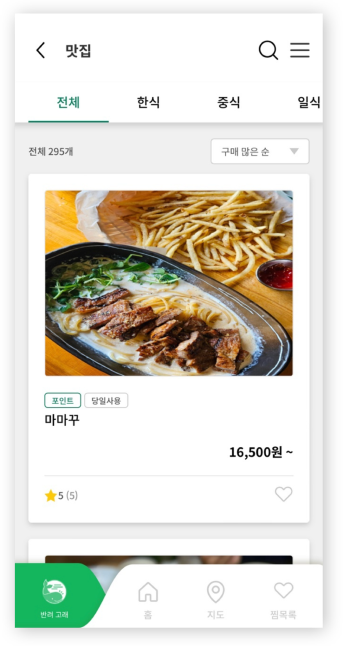 맛집
전체 한식 중식 일식
전체 295개
구매 많은 순
포인트 당일사용
마마꾸
16,500원 ~
5 (5)
반려 고래 홈 지도 찜목록